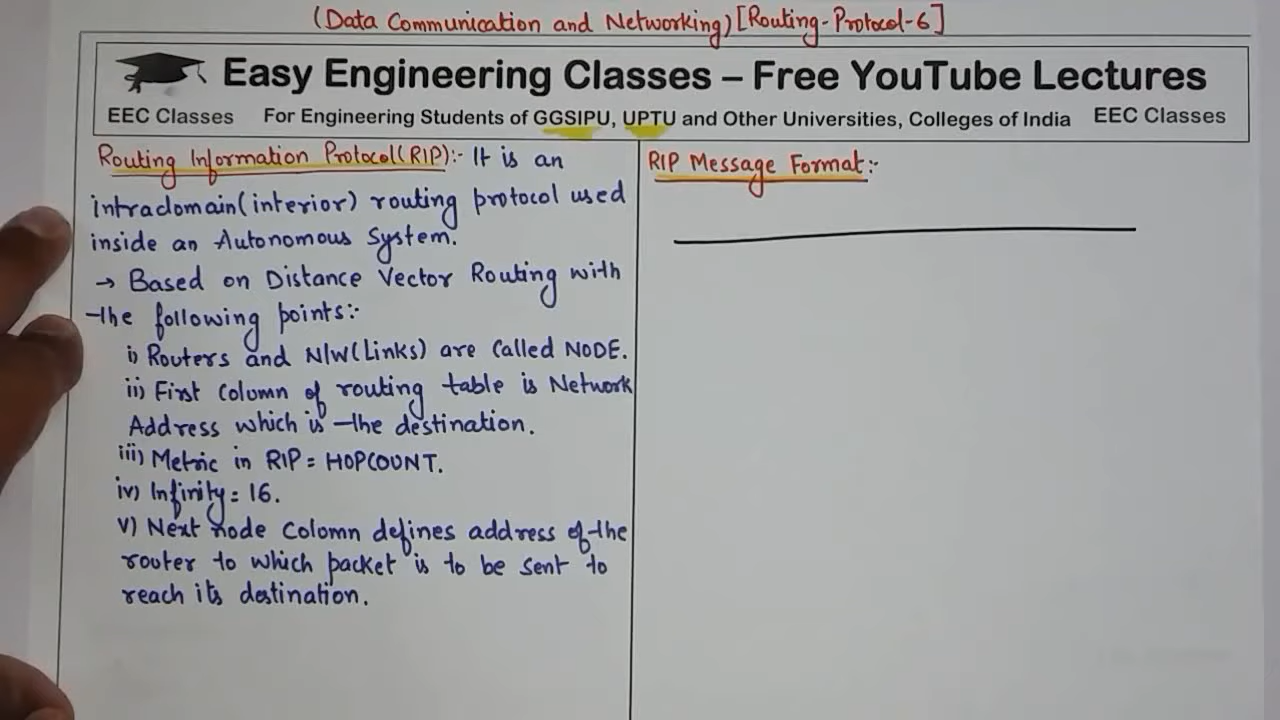 (Data Communication and Networking) [Routing-Protocol-6]
Easy Engineering Classes – Free YouTube Lectures
EEC Classes For Engineering Students of GGSIPU, UPTU and Other Universities, Colleges of India EEC Classes
Routing Information Protocol(RIP):- It is an
intradomain(interior) routing protocol used
inside an Autonomous System.
→ Based on Distance Vector Routing with
the following points:-
i) Routers and N/W(Links) are called NODE.
ii) First Column of routing table is Network
Address which is the destination.
iii) Metric in RIP = HOPCOUNT.
iv) Infinity = 16.
v) Next node Colomn defines address of the
router to which packet is to be sent to
reach its destination.
RIP Message Format:-